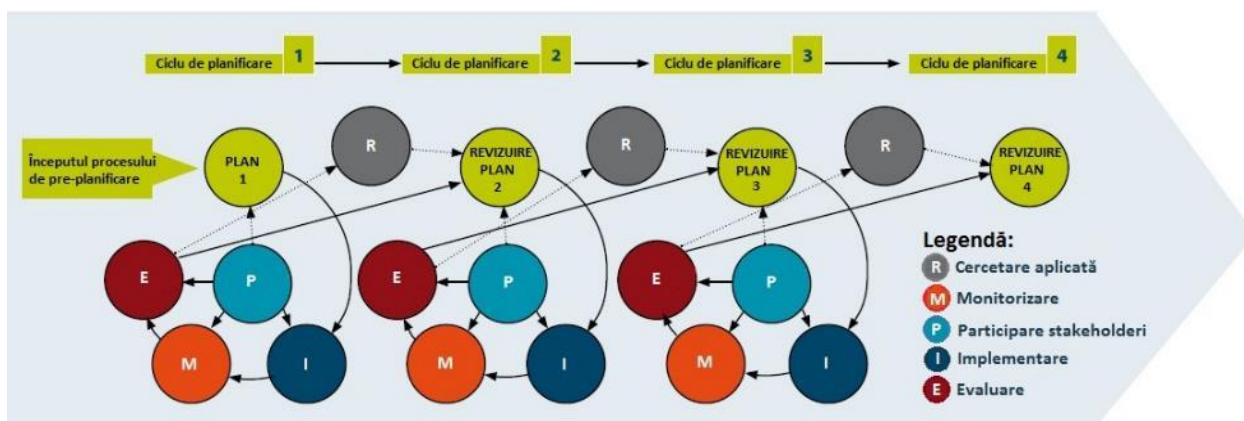 Ciclu de planificare 1
Ciclu de planificare 2
Ciclu de planificare 3
Ciclu de planificare 4
Începutul procesului
de pre-planificare
PLAN
1
R
REVIZUIRE
PLAN
2
R
REVIZUIRE
PLAN
3
R
REVIZUIRE
PLAN
4
E
P
M
I
E
P
M
I
E
P
M
I
Legendă:
R Cercetare aplicată
M Monitorizare
P Participare stakeholderi
I Implementare
E Evaluare